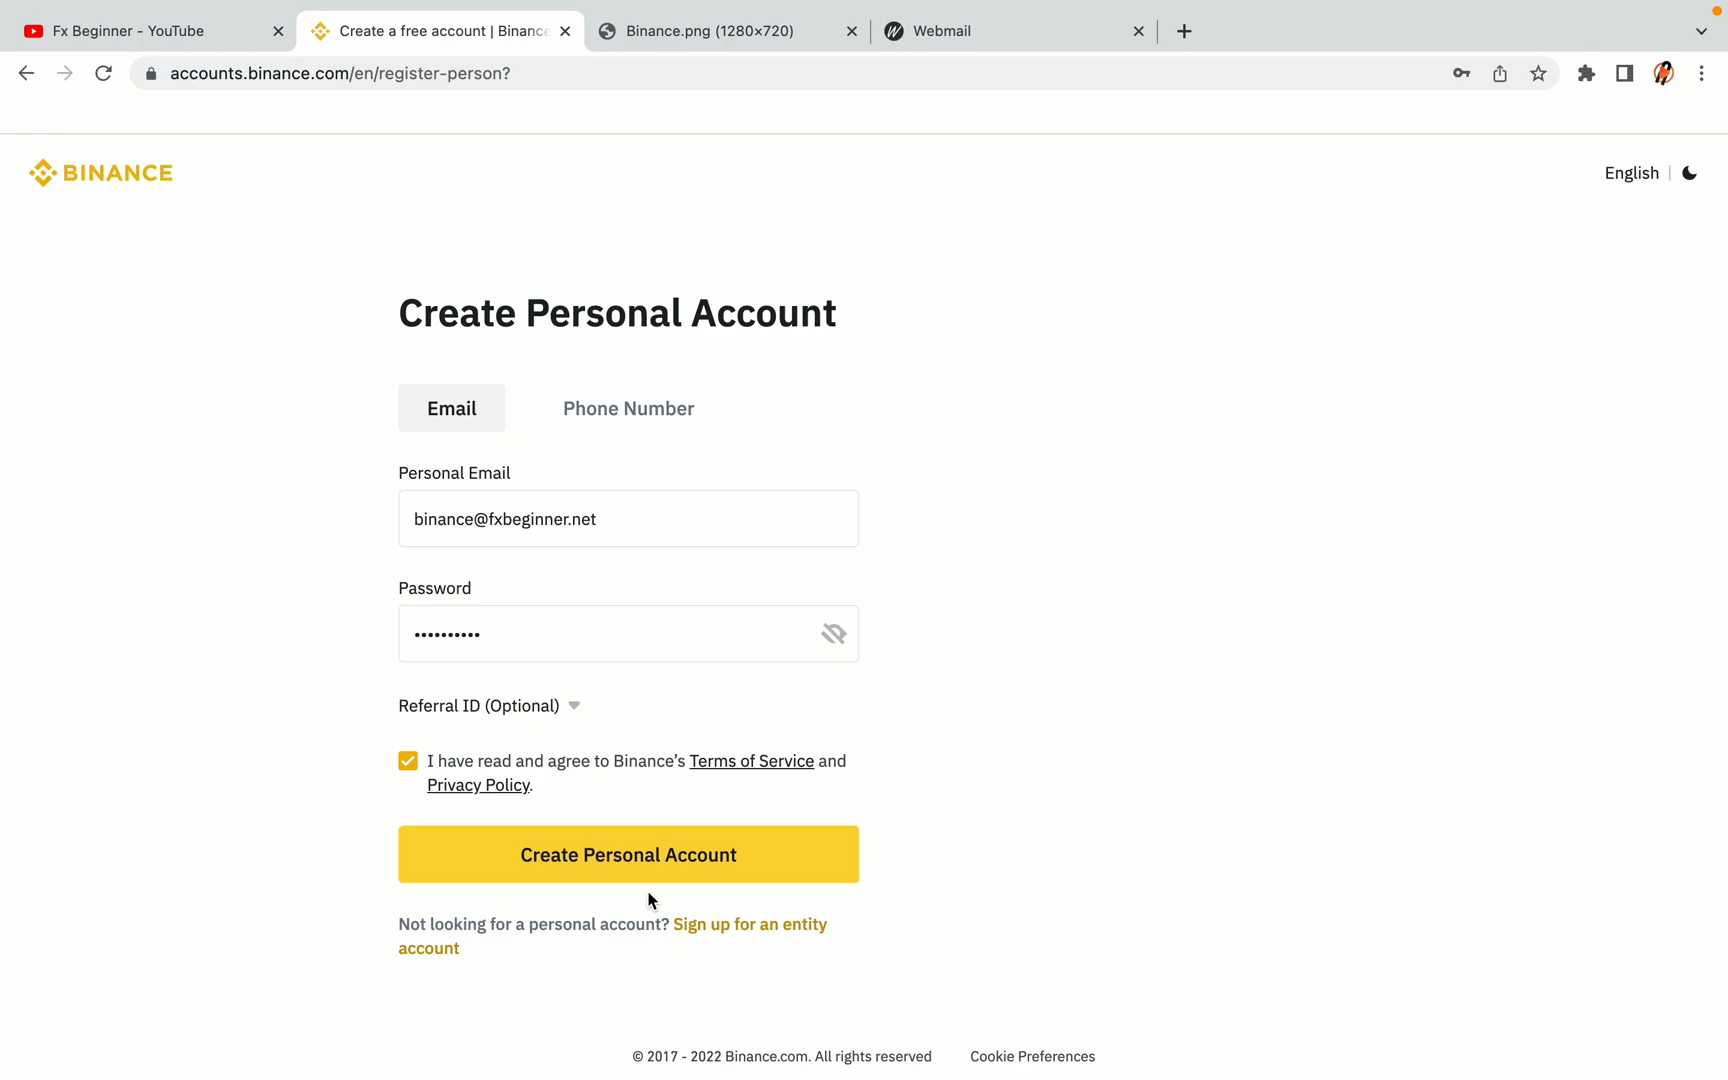 Fx Beginner - YouTube
Create a free account | Binance
Binance.png (1280×720)
Webmail
accounts.binance.com/en/register-person?
BINANCE
English
Create Personal Account
Email
Phone Number
Personal Email
binance@fxbeginner.net
Password
••••••••••
Referral ID (Optional)
I have read and agree to Binance’s Terms of Service and
Privacy Policy.
Create Personal Account
Not looking for a personal account? Sign up for an entity
account
© 2017 - 2022 Binance.com. All rights reserved
Cookie Preferences